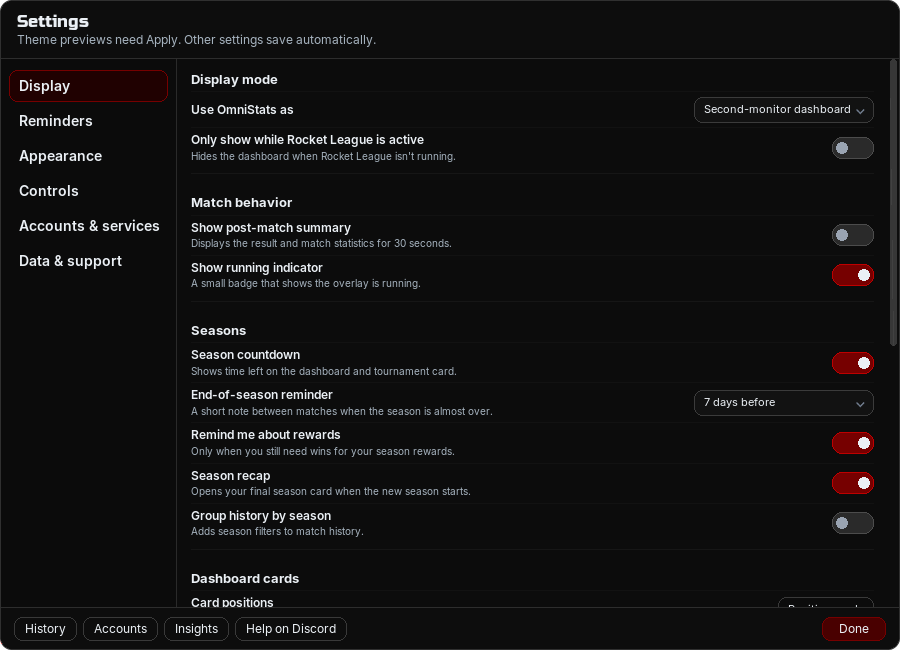 Settings
Theme previews need Apply. Other settings save automatically.
Display
Reminders
Appearance
Controls
Accounts & services
Data & support
Display mode
Use OmniStats as
Second-monitor dashboard
Only show while Rocket League is active
Hides the dashboard when Rocket League isn't running.
Match behavior
Show post-match summary
Displays the result and match statistics for 30 seconds.
Show running indicator
A small badge that shows the overlay is running.
Seasons
Season countdown
Shows time left on the dashboard and tournament card.
End-of-season reminder
A short note between matches when the season is almost over.
7 days before
Remind me about rewards
Only when you still need wins for your season rewards.
Season recap
Opens your final season card when the new season starts.
Group history by season
Adds season filters to match history.
Dashboard cards
Card positions
History
Accounts
Insights
Help on Discord
Done